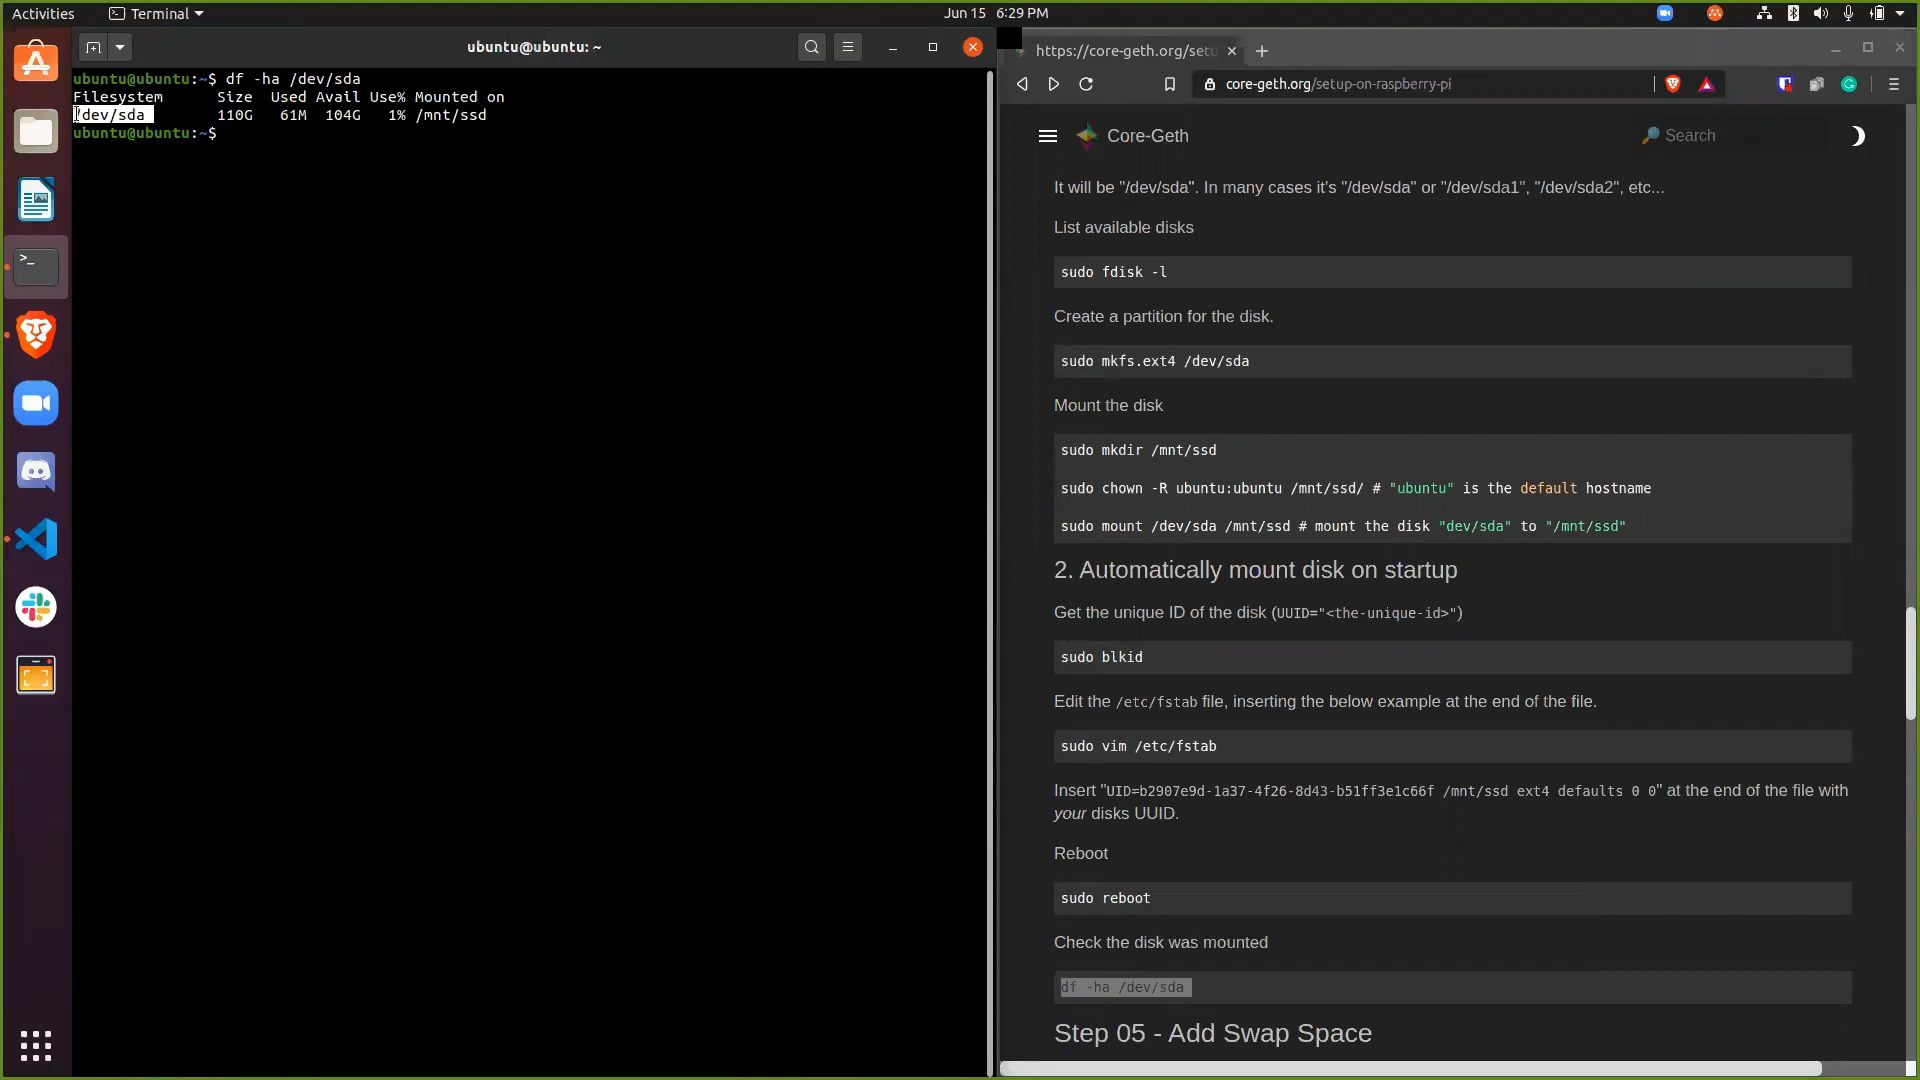 Activities
Terminal
Jun 15 6:29 PM
ubuntu@ubuntu: ~
ubuntu@ubuntu:~$ df -ha /dev/sda
Filesystem Size Used Avail Use% Mounted on
/dev/sda 110G 61M 104G 1% /mnt/ssd
ubuntu@ubuntu:~$
https://core-geth.org/setu
core-geth.org/setup-on-raspberry-pi
Core-Geth
Search
It will be "/dev/sda". In many cases it's "/dev/sda" or "/dev/sda1", "/dev/sda2", etc...
List available disks
sudo fdisk -l
Create a partition for the disk.
sudo mkfs.ext4 /dev/sda
Mount the disk
sudo mkdir /mnt/ssd
sudo chown -R ubuntu:ubuntu /mnt/ssd/ # "ubuntu" is the default hostname
sudo mount /dev/sda /mnt/ssd # mount the disk "dev/sda" to "/mnt/ssd"
2. Automatically mount disk on startup
Get the unique ID of the disk (UUID="<the-unique-id>")
sudo blkid
Edit the /etc/fstab file, inserting the below example at the end of the file.
sudo vim /etc/fstab
Insert "UID=b2907e9d-1a37-4f26-8d43-b51ff3e1c66f /mnt/ssd ext4 defaults 0 0" at the end of the file with
your disks UUID.
Reboot
sudo reboot
Check the disk was mounted
df -ha /dev/sda
Step 05 - Add Swap Space